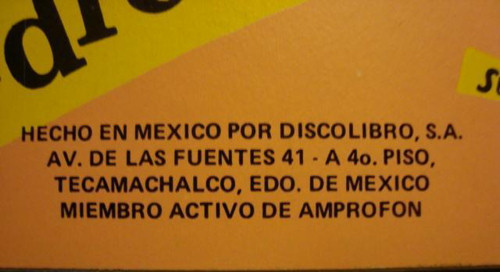 HECHO EN MEXICO POR DISCOLIBRO, S.A.
AV. DE LAS FUENTES 41 - A 4o. PISO,
TECAMACHALCO, EDO. DE MEXICO
MIEMBRO ACTIVO DE AMPROFON